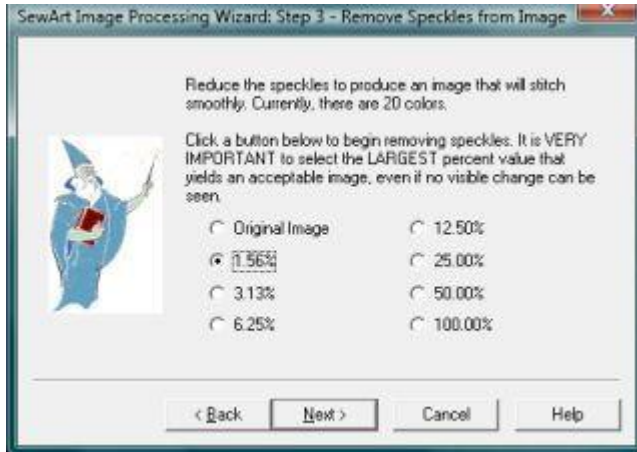 SewArt Image Processing Wizard: Step 3 - Remove Speckles from Image
Reduce the speckles to produce an image that will stitch
smoothly. Currently, there are 20 colors.
Click a button below to begin removing speckles. It is VERY
IMPORTANT to select the LARGEST percent value that
yields an acceptable image, even if no visible change can be
seen.
Original Image
1.56%
3.13%
6.25%
12.50%
25.00%
50.00%
100.00%
< Back
Next >
Cancel
Help